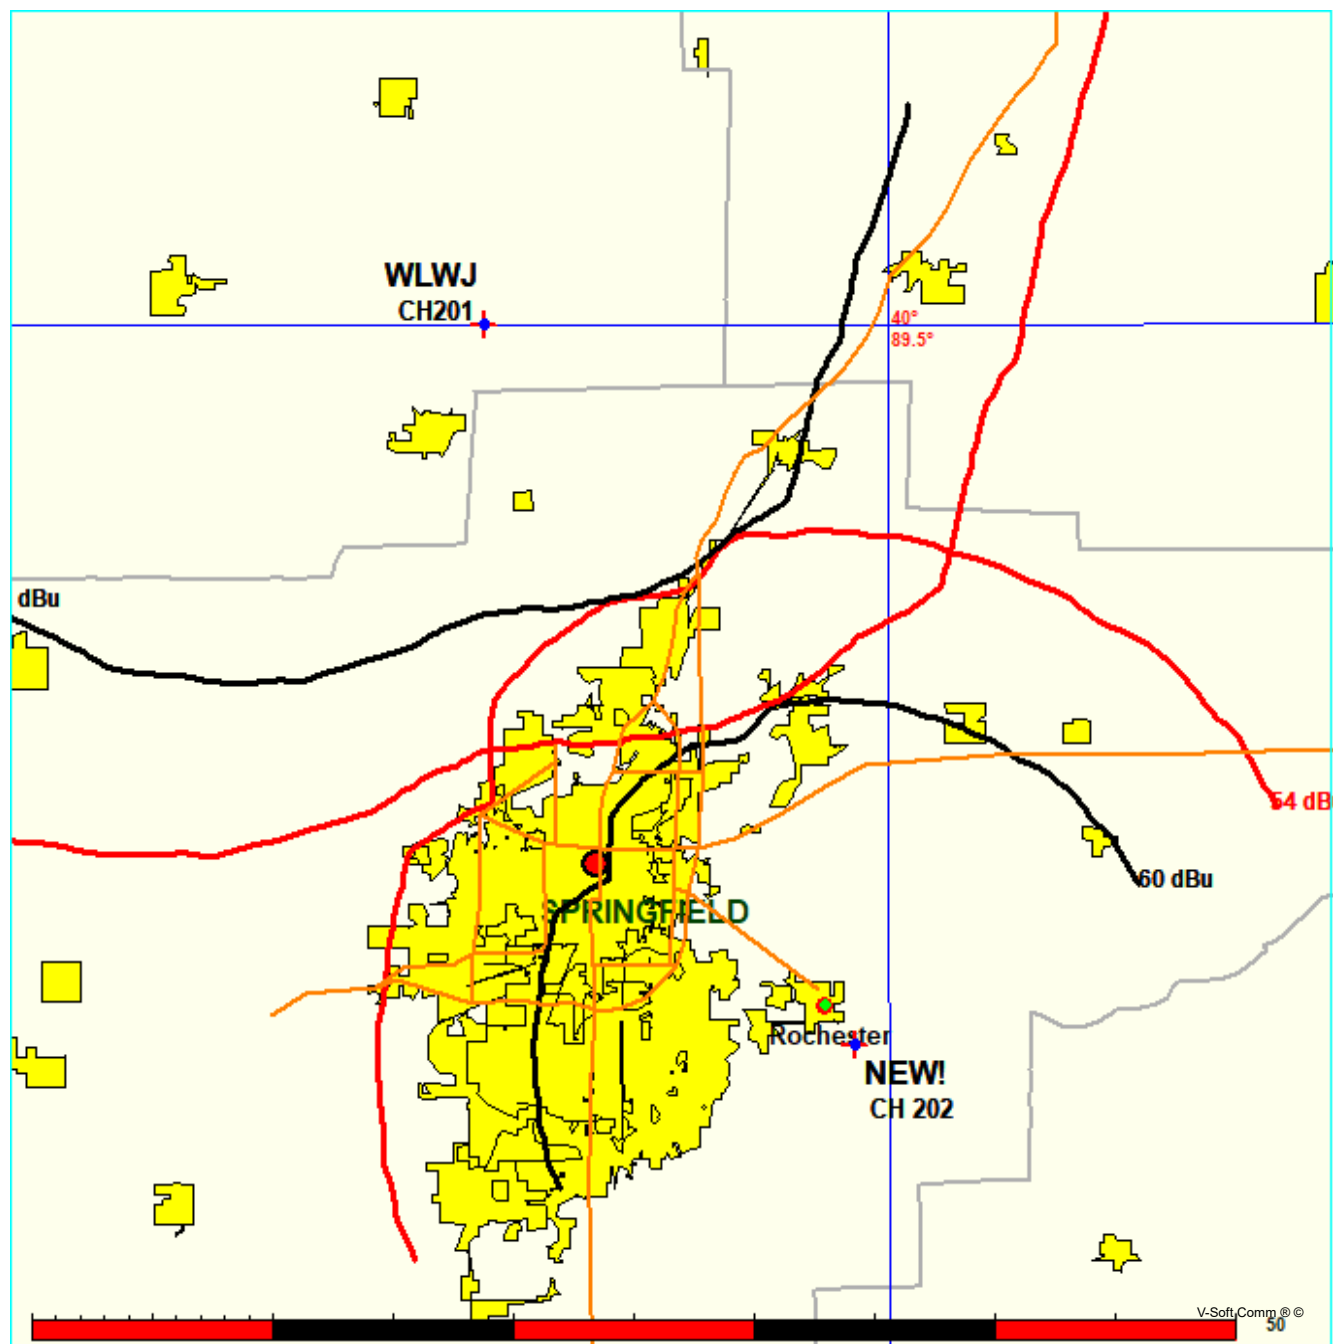 WLWJ
CH201
40°
89.5°
dBu
54 dB
60 dBu
SPRINGFIELD
Rochester
NEW!
CH 202
V-Soft Comm ® ©
50